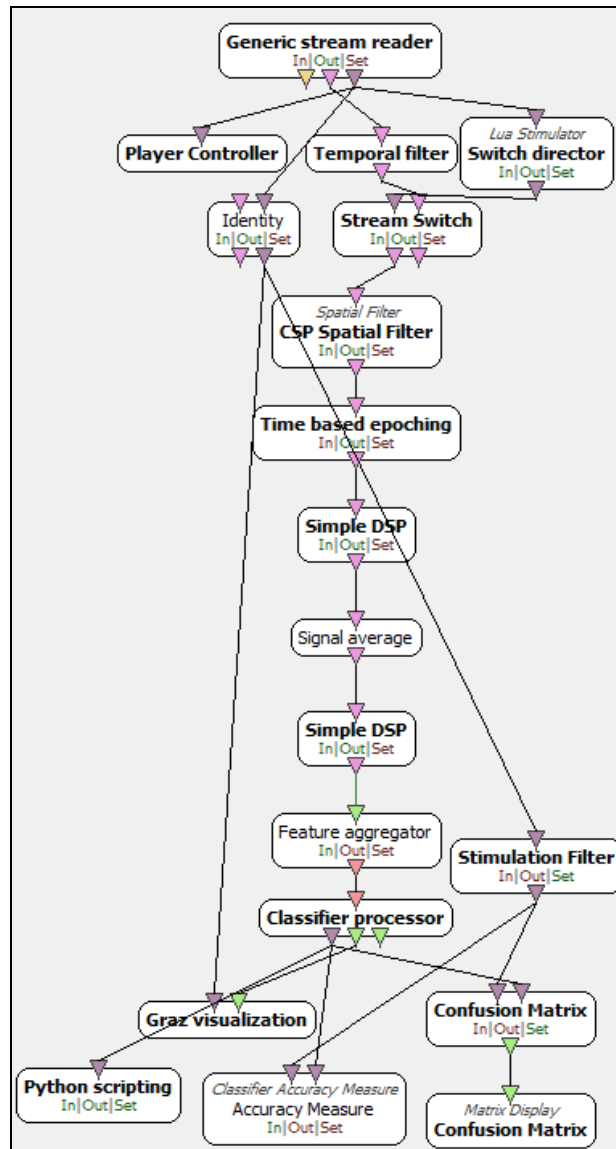 Generic stream reader
In|Out|Set
Player Controller
Temporal filter
Lua Stimulator
Switch director
In|Out|Set
Identity
In|Out|Set
Stream Switch
In|Out|Set
Spatial Filter
CSP Spatial Filter
In|Out|Set
Time based epoching
In|Out|Set
Simple DSP
In|Out|Set
Signal average
Simple DSP
In|Out|Set
Feature aggregator
In|Out|Set
Stimulation Filter
In|Out|Set
Classifier processor
Graz visualization
Confusion Matrix
In|Out|Set
Python scripting
In|Out|Set
Classifier Accuracy Measure
Accuracy Measure
In|Out|Set
Matrix Display
Confusion Matrix